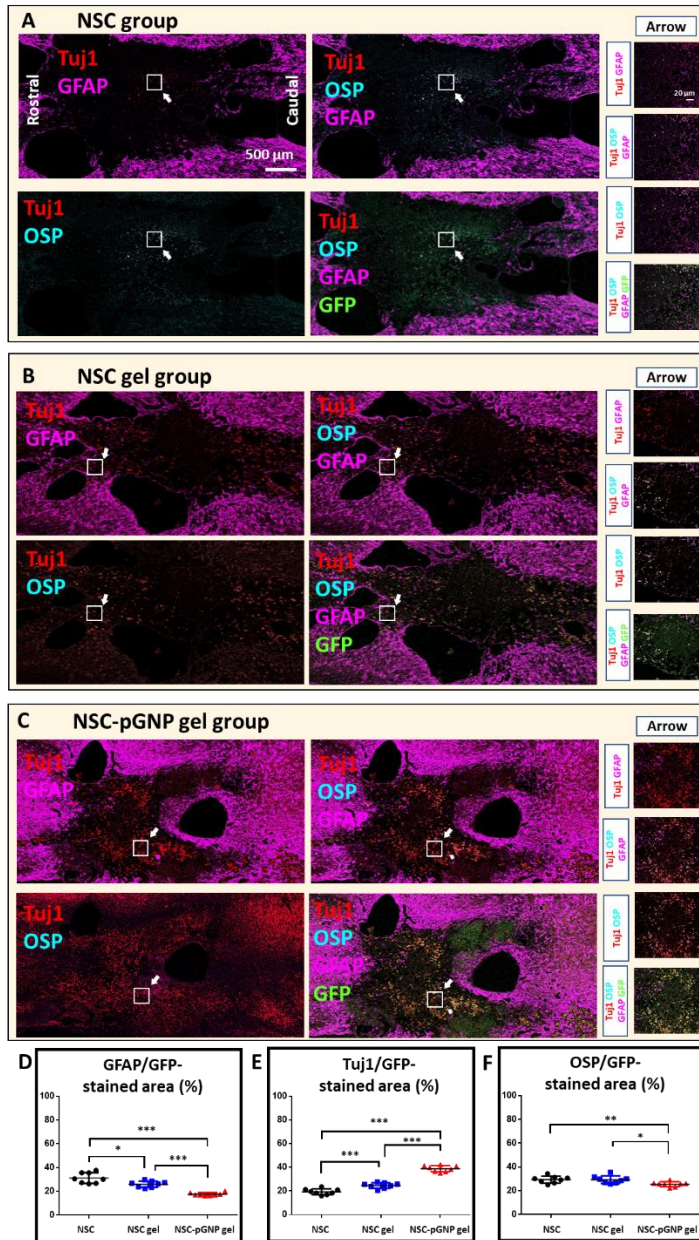 A NSC group
Tuj1
GFAP
Rostral
Caudal
500 µm
Tuj1
OSP
GFAP
Tuj1
OSP
Tuj1
OSP
GFAP
GFP
Arrow
Tuj1 GFAP
20 µm
Tuj1 OSP
GFAP
Tuj1 OSP
Tuj1 OSP
GFAP GFP
B NSC gel group
Tuj1
GFAP
Tuj1
OSP
GFAP
Tuj1
OSP
Tuj1
OSP
GFAP
GFP
Arrow
Tuj1 GFAP
Tuj1 OSP
GFAP
Tuj1 OSP
Tuj1 OSP
GFAP GFP
C NSC-pGNP gel group
Tuj1
GFAP
Tuj1
OSP
GFAP
Tuj1
OSP
Tuj1
OSP
GFAP
GFP
Arrow
Tuj1 GFAP
Tuj1 OSP
GFAP
Tuj1 OSP
Tuj1 OSP
GFAP GFP
D GFAP/GFP-
stained area (%)
100
80
60
40
20
0
***
*
***
NSC
NSC gel
NSC-pGNP gel
E Tuj1/GFP-
stained area (%)
100
80
60
40
20
0
***
***
***
NSC
NSC gel
NSC-pGNP gel
F OSP/GFP-
stained area (%)
100
80
60
40
20
0
**
*
NSC
NSC gel
NSC-pGNP gel